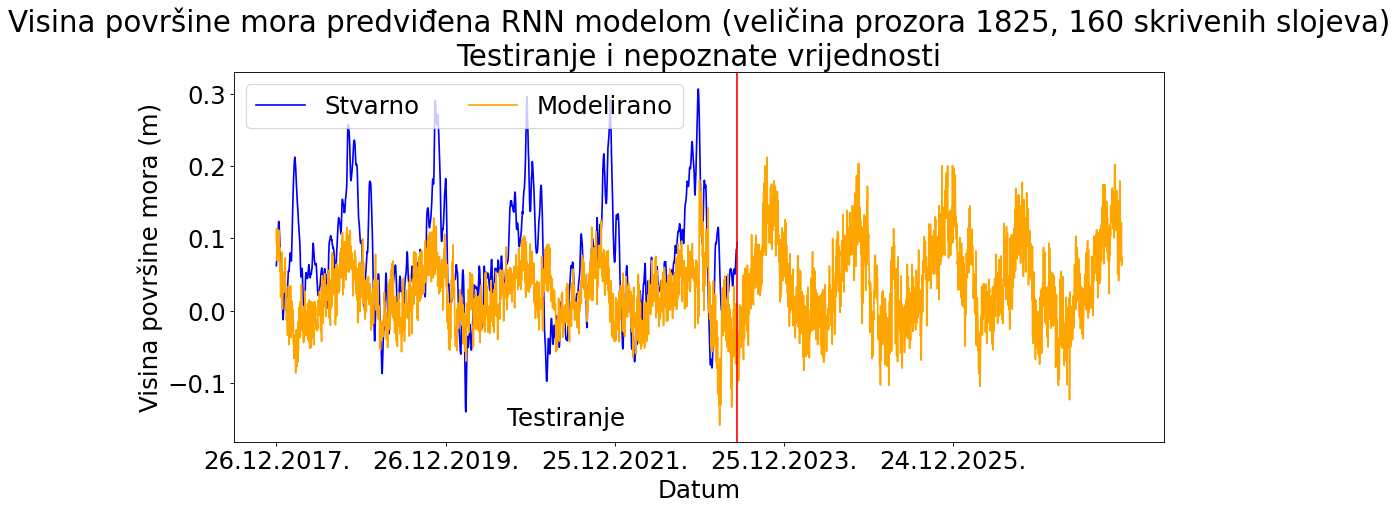 Visina površine mora predviđena RNN modelom (veličina prozora 1825, 160 skrivenih slojeva)
Testiranje i nepoznate vrijednosti
Stvarno Modelirano
Visina površine mora (m)
0.3
0.2
0.1
0.0
−0.1
Testiranje
26.12.2017. 26.12.2019. 25.12.2021. 25.12.2023. 24.12.2025.
Datum